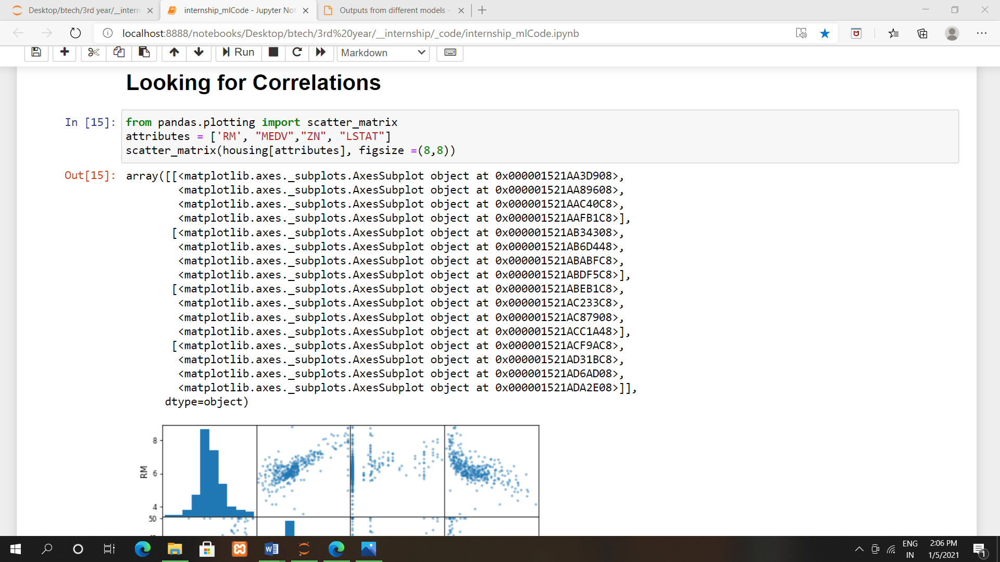 Desktop/btech/3rd year/__intern
internship_mlCode - Jupyter Not
Outputs from different models -
localhost:8888/notebooks/Desktop/btech/3rd%20year/__internship/_code/internship_mlCode.ipynb
Run
Markdown
Looking for Correlations
In [15]:
from pandas.plotting import scatter_matrix
attributes = ['RM', "MEDV","ZN", "LSTAT"]
scatter_matrix(housing[attributes], figsize =(8,8))
Out[15]:
array([[<matplotlib.axes._subplots.AxesSubplot object at 0x000001521AA3D908>,
<matplotlib.axes._subplots.AxesSubplot object at 0x000001521AA89608>,
<matplotlib.axes._subplots.AxesSubplot object at 0x000001521AAC40C8>,
<matplotlib.axes._subplots.AxesSubplot object at 0x000001521AAFB1C8>],
[<matplotlib.axes._subplots.AxesSubplot object at 0x000001521AB34308>,
<matplotlib.axes._subplots.AxesSubplot object at 0x000001521AB6D448>,
<matplotlib.axes._subplots.AxesSubplot object at 0x000001521ABABFC8>,
<matplotlib.axes._subplots.AxesSubplot object at 0x000001521ABDF5C8>],
[<matplotlib.axes._subplots.AxesSubplot object at 0x000001521ABEB1C8>,
<matplotlib.axes._subplots.AxesSubplot object at 0x000001521AC233C8>,
<matplotlib.axes._subplots.AxesSubplot object at 0x000001521AC87908>,
<matplotlib.axes._subplots.AxesSubplot object at 0x000001521ACC1A48>],
[<matplotlib.axes._subplots.AxesSubplot object at 0x000001521ACF9AC8>,
<matplotlib.axes._subplots.AxesSubplot object at 0x000001521AD31BC8>,
<matplotlib.axes._subplots.AxesSubplot object at 0x000001521AD6AD08>,
<matplotlib.axes._subplots.AxesSubplot object at 0x000001521ADA2E08>]],
dtype=object)
8
RM
6
4
50
ENG
IN
2:06 PM
1/5/2021
1